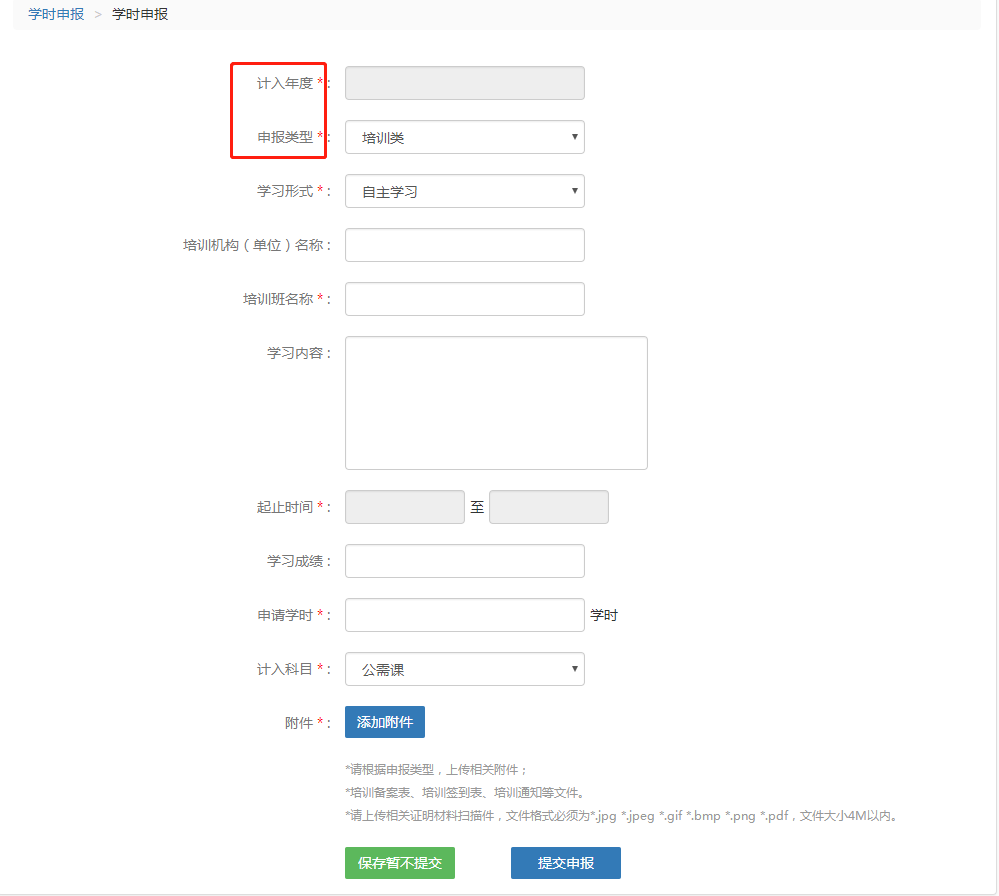 学时申报 > 学时申报
计入年度 *:
申报类型 *: 培训类
学习形式 *: 自主学习
培训机构（单位）名称:
培训班名称 *:
学习内容:
起止时间 *: 至
学习成绩:
申请学时 *: 学时
计入科目 *: 公需课
附件 *: 添加附件
*请根据申报类型，上传相关附件；
*培训备案表、培训签到表、培训通知等文件。
*请上传相关证明材料扫描件，文件格式必须为*.jpg *.jpeg *.gif *.bmp *.png *.pdf，文件大小4M以内。
保存暂不提交 提交申报